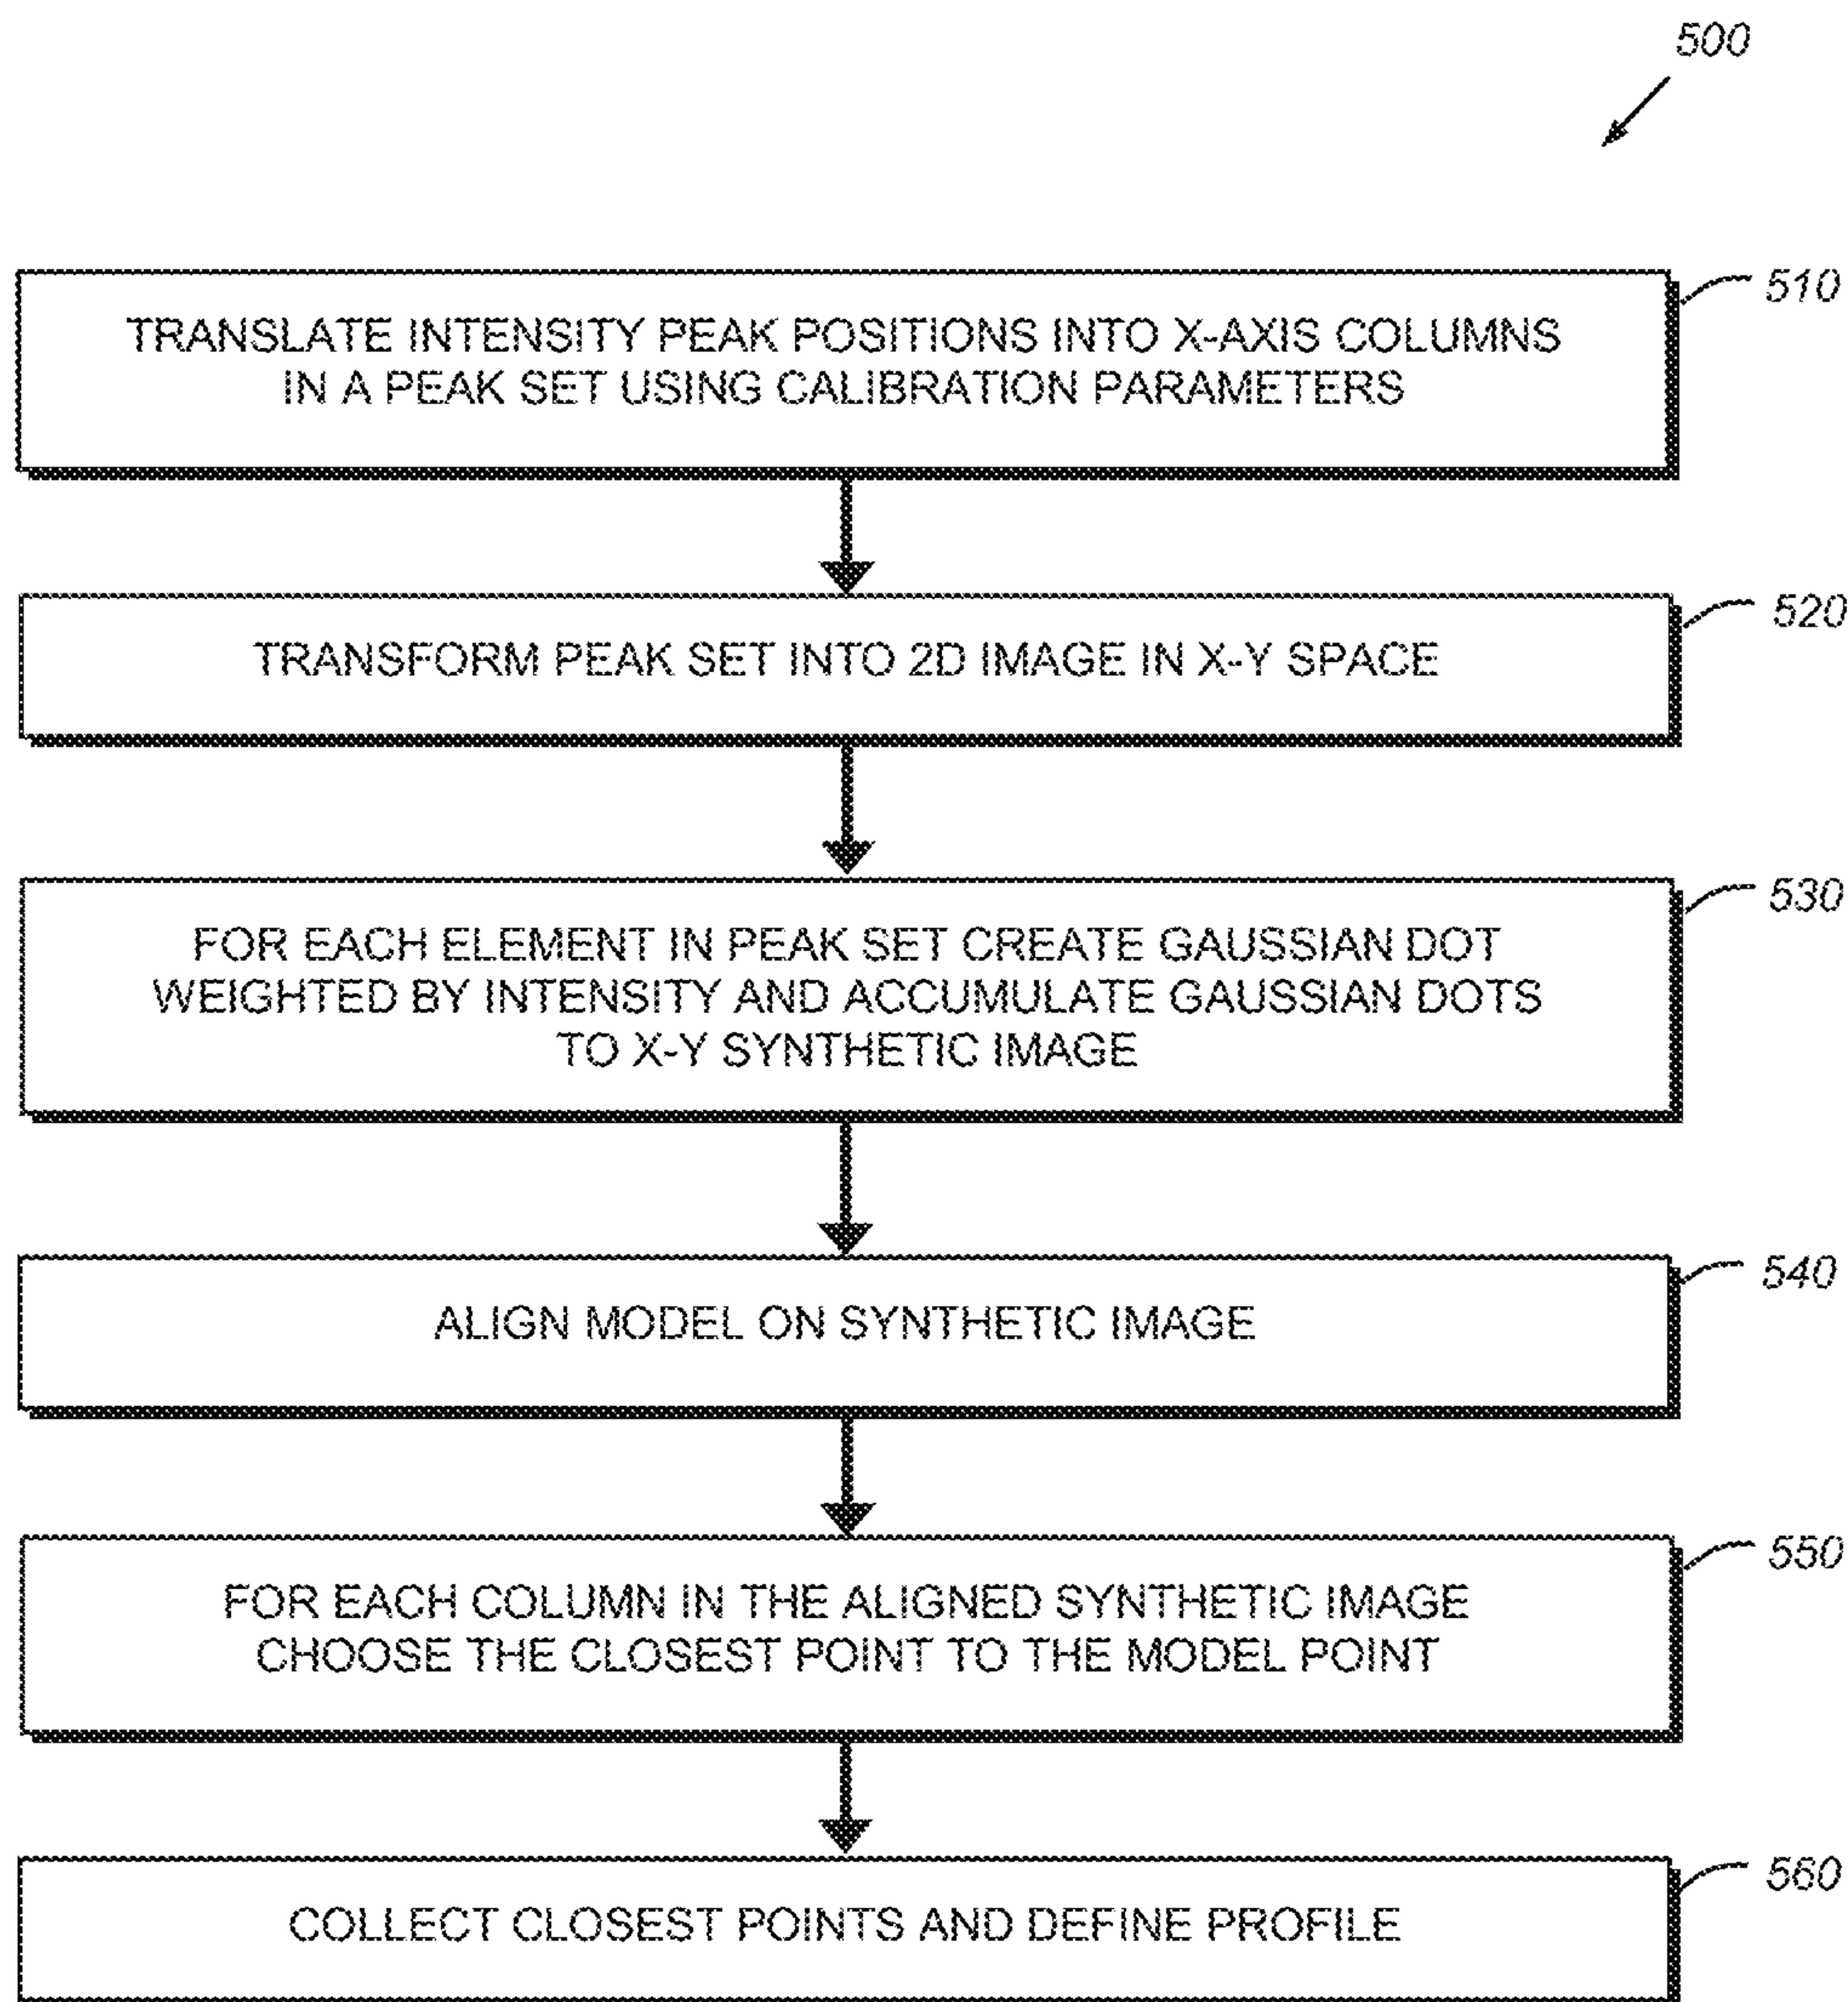 500
510
TRANSLATE INTENSITY PEAK POSITIONS INTO X-AXIS COLUMNS
IN A PEAK SET USING CALIBRATION PARAMETERS
520
TRANSFORM PEAK SET INTO 2D IMAGE IN X-Y SPACE
530
FOR EACH ELEMENT IN PEAK SET CREATE GAUSSIAN DOT
WEIGHTED BY INTENSITY AND ACCUMULATE GAUSSIAN DOTS
TO X-Y SYNTHETIC IMAGE
540
ALIGN MODEL ON SYNTHETIC IMAGE
550
FOR EACH COLUMN IN THE ALIGNED SYNTHETIC IMAGE
CHOOSE THE CLOSEST POINT TO THE MODEL POINT
560
COLLECT CLOSEST POINTS AND DEFINE PROFILE